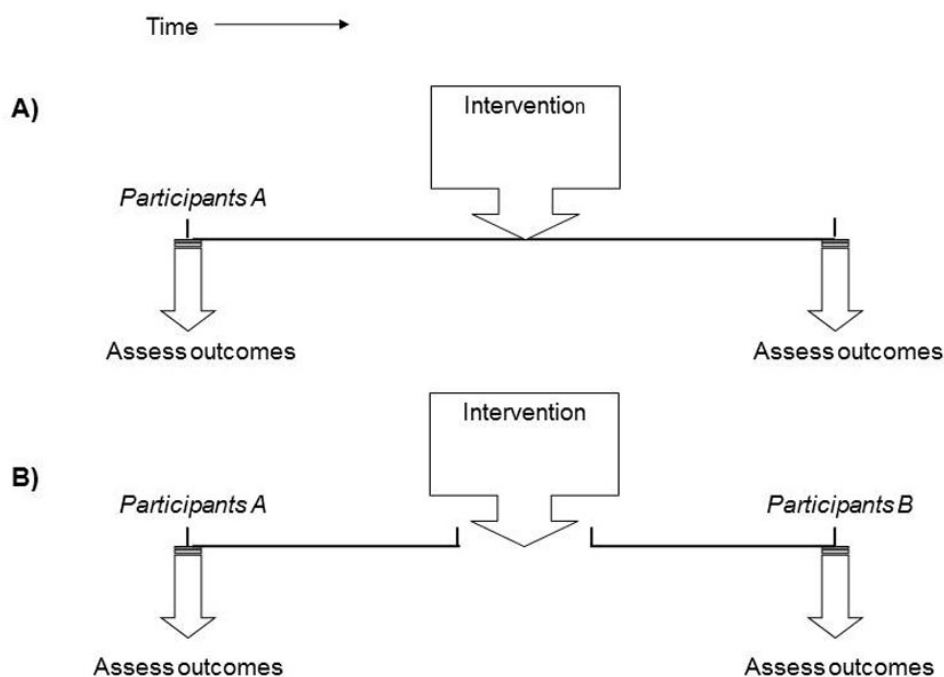 Time
A)
Intervention
Participants A
Assess outcomes
Assess outcomes
Intervention
B)
Participants A
Participants B
Assess outcomes
Assess outcomes